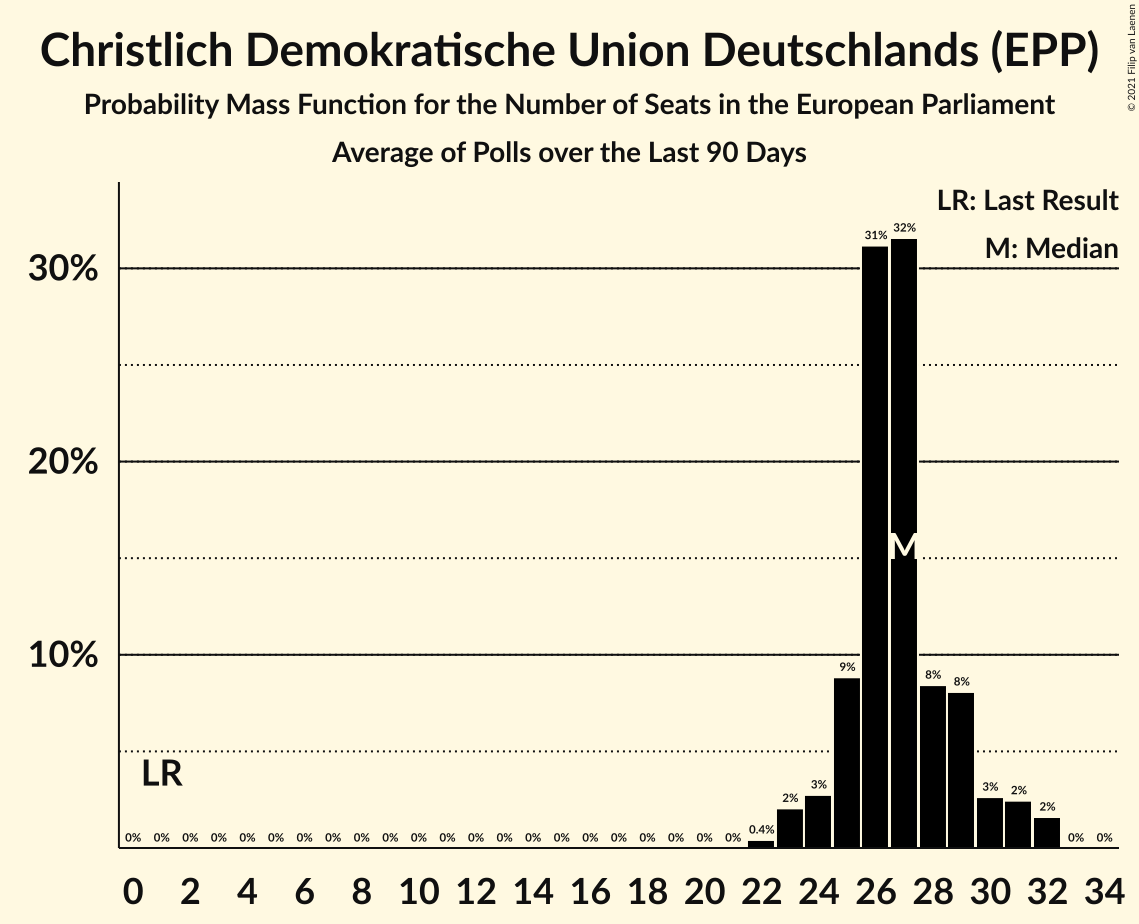 Christlich Demokratische Union Deutschlands (EPP)
Probability Mass Function for the Number of Seats in the European Parliament
Average of Polls over the Last 90 Days
© 2021 Filip van Laenen
LR: Last Result
M: Median
30%
20%
10%
31% 32%
M
9% 8% 8%
LR
0% 0% 0% 0% 0% 0% 0% 0% 0% 0% 0% 0% 0% 0% 0% 0% 0% 0% 0% 0% 0% 0% 0.4% 2% 3% 3% 2% 2% 0% 0%
0 2 4 6 8 10 12 14 16 18 20 22 24 26 28 30 32 34